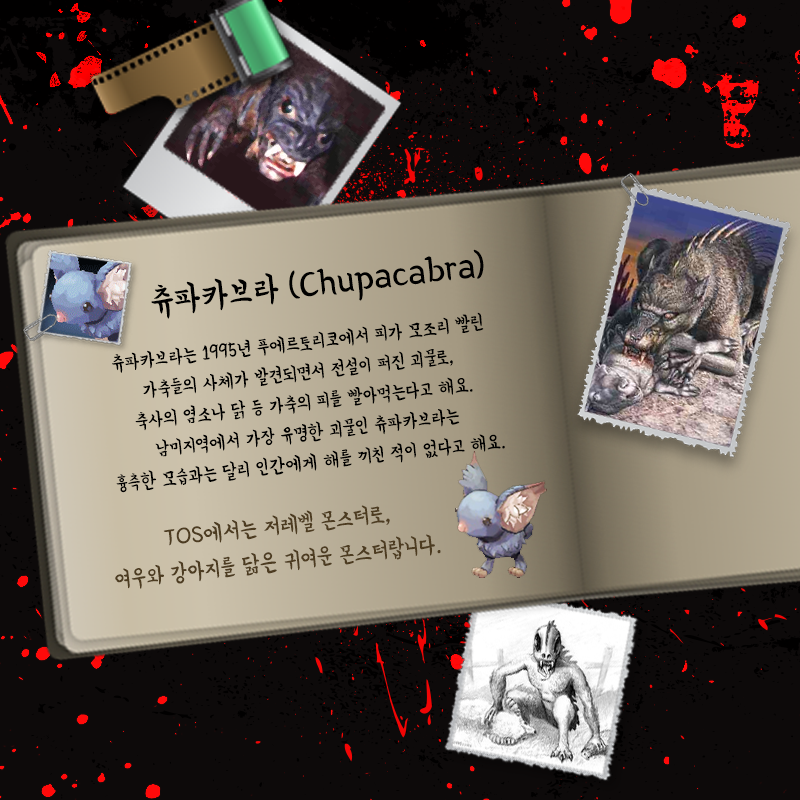 츄파카브라 (Chupacabra)
츄파카브라는 1995년 푸에르토리코에서 피가 모조리 빨린
가축들의 사체가 발견되면서 전설이 퍼진 괴물로,
축사의 염소나 닭 등 가축의 피를 빨아먹는다고 해요.
남미지역에서 가장 유명한 괴물인 츄파카브라는
흉측한 모습과는 달리 인간에게 해를 끼친 적이 없다고 해요.
TOS에서는 저레벨 몬스터로,
여우와 강아지를 닮은 귀여운 몬스터랍니다.